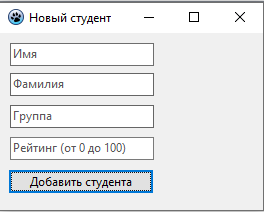 Новый студент
Имя
Фамилия
Группа
Рейтинг (от 0 до 100)
Добавить студента